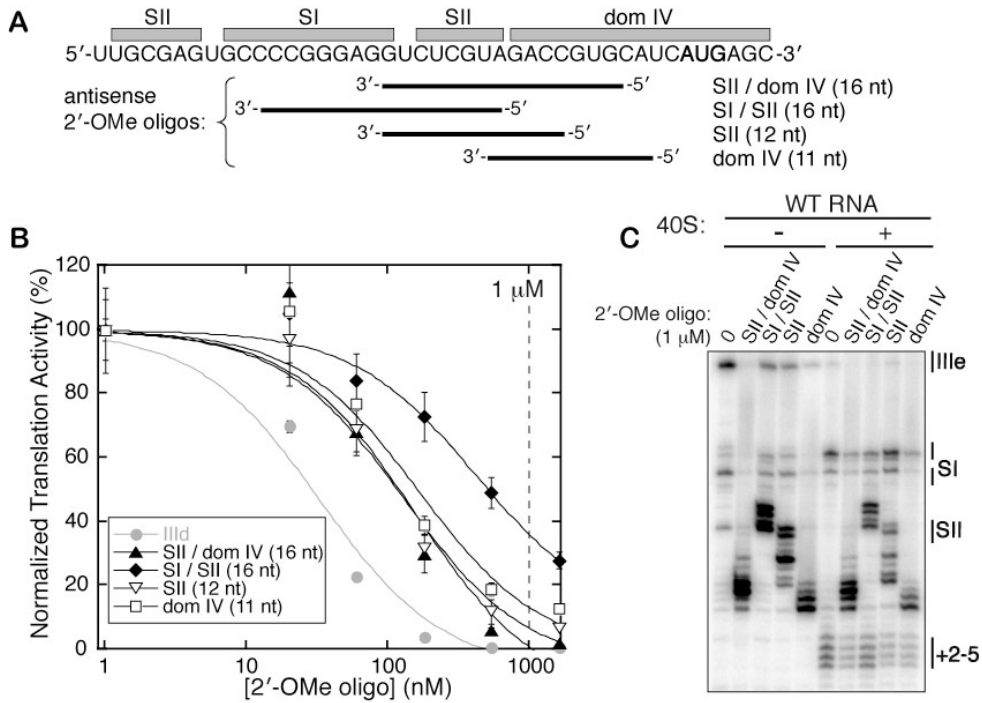 A
SII SI SII dom IV
5′-UUGCGAGUGCCCCGGGAGGUCUCGUAGACCGUGCAUCAUGAGC-3′
antisense
2′-OMe oligos:
3′- -5′ SII / dom IV (16 nt)
3′- -5′ SI / SII (16 nt)
3′- -5′ SII (12 nt)
3′- -5′ dom IV (11 nt)
B
Normalized Translation Activity (%)
120
100
80
60
40
20
0
1 μM
IIId
SII / dom IV (16 nt)
SI / SII (16 nt)
SII (12 nt)
dom IV (11 nt)
1 10 100 1000
[2′-OMe oligo] (nM)
C
WT RNA
40S: - +
2′-OMe oligo:
(1 μM)
0 SII / dom IV SI / SII SII dom IV 0 SII / dom IV SI / SII SII dom IV
IIIe
I
SI
SII
+2-5